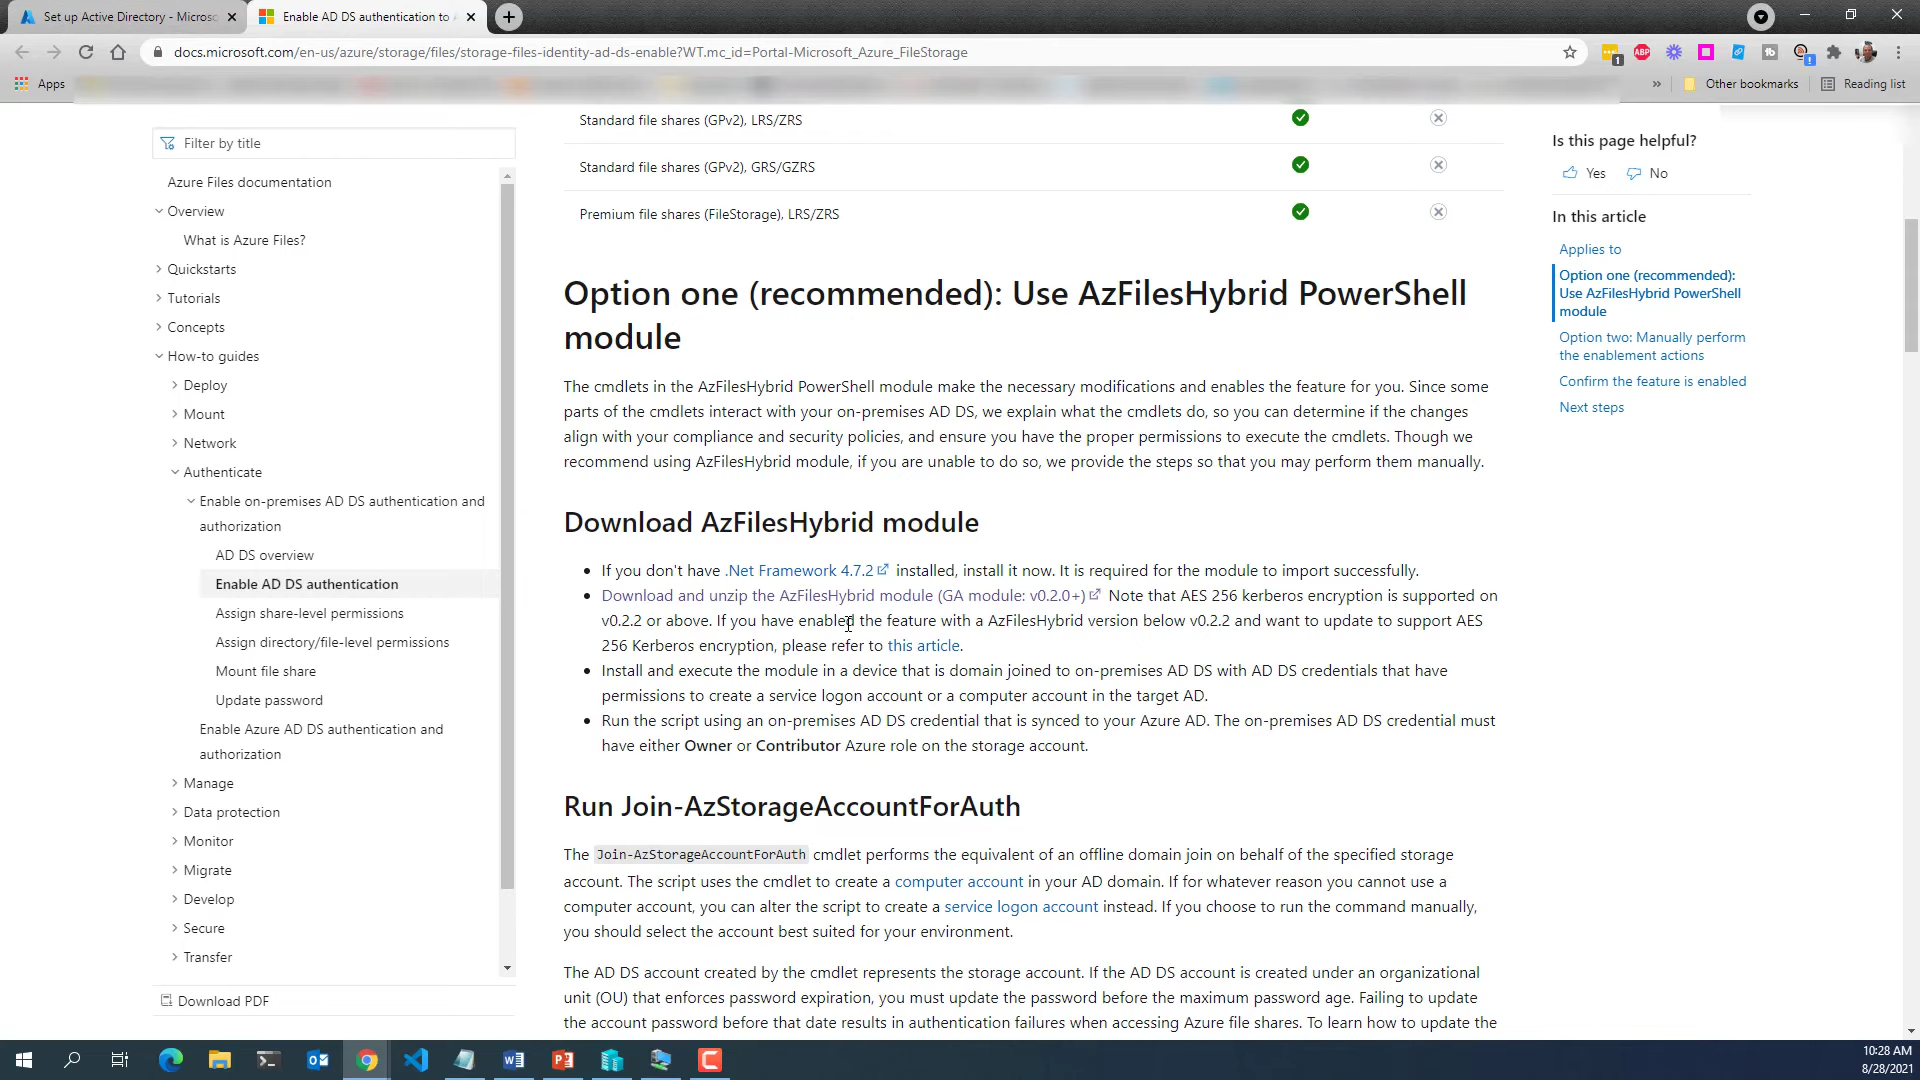 Set up Active Directory - Micros
Enable AD DS authentication to
docs.microsoft.com/en-us/azure/storage/files/storage-files-identity-ad-ds-enable?WT.mc_id=Portal-Microsoft_Azure_FileStorage
1
ABP
Apps
Other bookmarks
Reading list
Filter by title
Azure Files documentation
Overview
What is Azure Files?
Quickstarts
Tutorials
Concepts
How-to guides
Deploy
Mount
Network
Authenticate
Enable on-premises AD DS authentication and
authorization
AD DS overview
Enable AD DS authentication
Assign share-level permissions
Assign directory/file-level permissions
Mount file share
Update password
Enable Azure AD DS authentication and
authorization
Manage
Data protection
Monitor
Migrate
Develop
Secure
Transfer
Download PDF
Standard file shares (GPv2), LRS/ZRS
Standard file shares (GPv2), GRS/GZRS
Premium file shares (FileStorage), LRS/ZRS
Option one (recommended): Use AzFilesHybrid PowerShell
module
The cmdlets in the AzFilesHybrid PowerShell module make the necessary modifications and enables the feature for you. Since some
parts of the cmdlets interact with your on-premises AD DS, we explain what the cmdlets do, so you can determine if the changes
align with your compliance and security policies, and ensure you have the proper permissions to execute the cmdlets. Though we
recommend using AzFilesHybrid module, if you are unable to do so, we provide the steps so that you may perform them manually.
Download AzFilesHybrid module
If you don't have .Net Framework 4.7.2 installed, install it now. It is required for the module to import successfully.
Download and unzip the AzFilesHybrid module (GA module: v0.2.0+) Note that AES 256 kerberos encryption is supported on
v0.2.2 or above. If you have enabled the feature with a AzFilesHybrid version below v0.2.2 and want to update to support AES
256 Kerberos encryption, please refer to this article.
Install and execute the module in a device that is domain joined to on-premises AD DS with AD DS credentials that have
permissions to create a service logon account or a computer account in the target AD.
Run the script using an on-premises AD DS credential that is synced to your Azure AD. The on-premises AD DS credential must
have either Owner or Contributor Azure role on the storage account.
Run Join-AzStorageAccountForAuth
The Join-AzStorageAccountForAuth cmdlet performs the equivalent of an offline domain join on behalf of the specified storage
account. The script uses the cmdlet to create a computer account in your AD domain. If for whatever reason you cannot use a
computer account, you can alter the script to create a service logon account instead. If you choose to run the command manually,
you should select the account best suited for your environment.
The AD DS account created by the cmdlet represents the storage account. If the AD DS account is created under an organizational
unit (OU) that enforces password expiration, you must update the password before the maximum password age. Failing to update
the account password before that date results in authentication failures when accessing Azure file shares. To learn how to update the
Is this page helpful?
Yes
No
In this article
Applies to
Option one (recommended):
Use AzFilesHybrid PowerShell
module
Option two: Manually perform
the enablement actions
Confirm the feature is enabled
Next steps
10:28 AM
8/28/2021